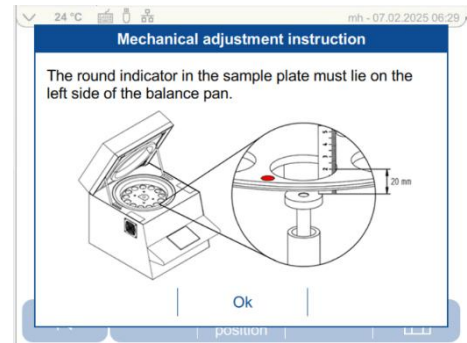 24 °C
mh - 07.02.2025 06:29
Mechanical adjustment instruction
The round indicator in the sample plate must lie on the
left side of the balance pan.
20 mm
Ok
position